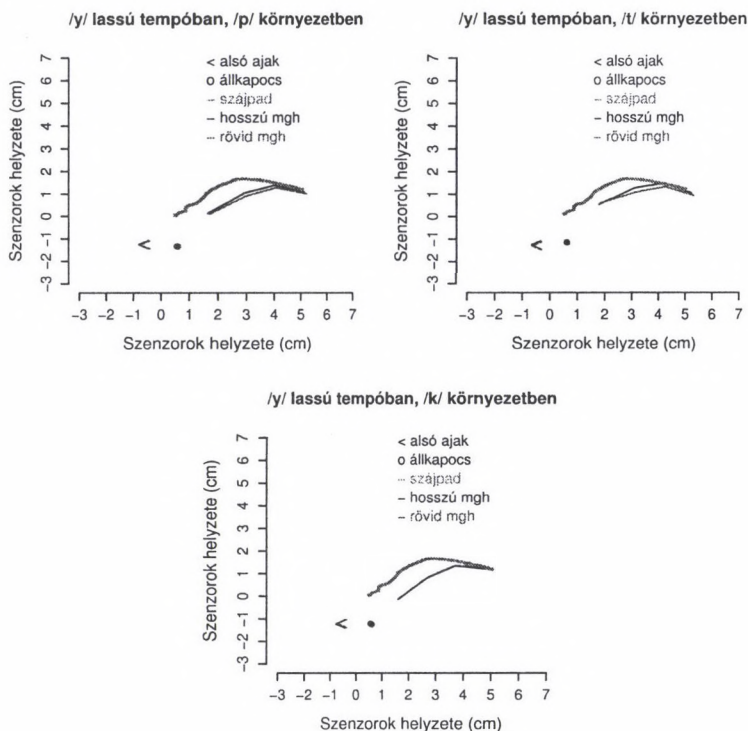 /y/ lassú tempóban, /p/ környezetben
Szenzorok helyzete (cm)
7
6
5
4
3
2
1
0
−1
−2
−3
< alsó ajak
o állkapocs
– szájpad
– hosszú mgh
– rövid mgh
−3 −2 −1 0 1 2 3 4 5 6 7
Szenzorok helyzete (cm)
/y/ lassú tempóban, /t/ környezetben
Szenzorok helyzete (cm)
7
6
5
4
3
2
1
0
−1
−2
−3
< alsó ajak
o állkapocs
– szájpad
– hosszú mgh
– rövid mgh
−3 −2 −1 0 1 2 3 4 5 6 7
Szenzorok helyzete (cm)
/y/ lassú tempóban, /k/ környezetben
Szenzorok helyzete (cm)
7
6
5
4
3
2
1
0
−1
−2
−3
< alsó ajak
o állkapocs
– szájpad
– hosszú mgh
– rövid mgh
−3 −2 −1 0 1 2 3 4 5 6 7
Szenzorok helyzete (cm)